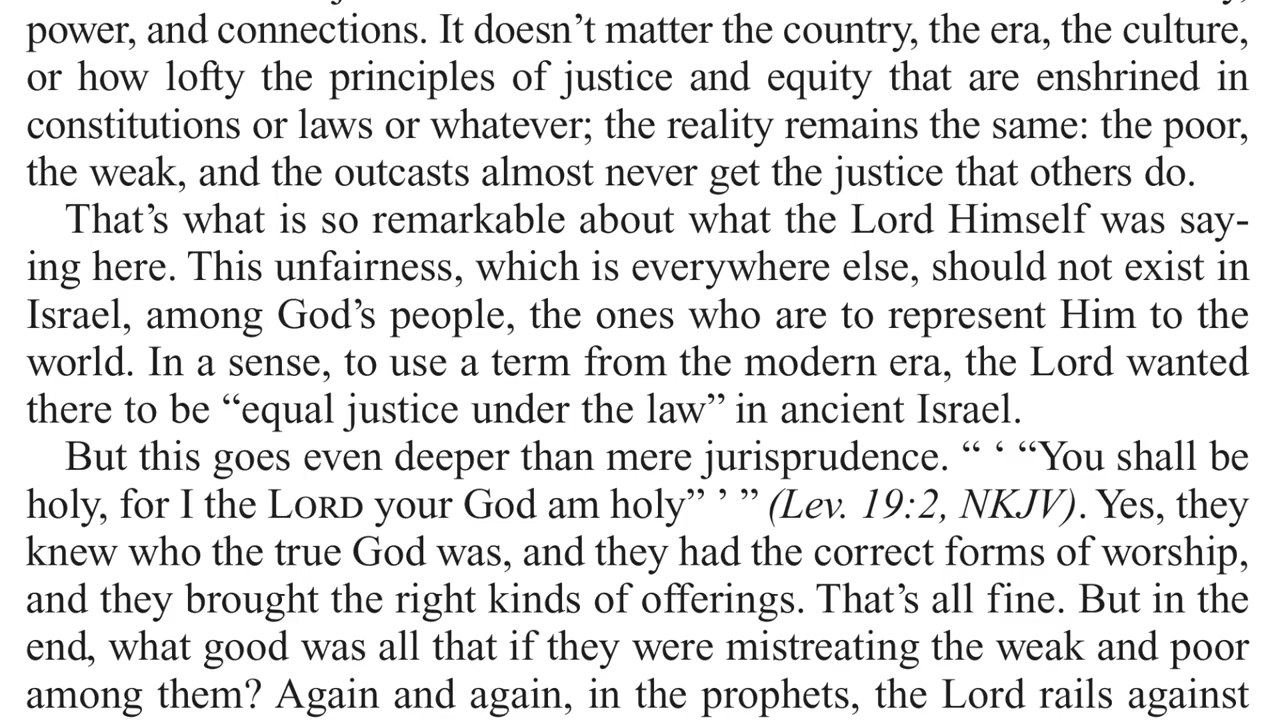 power, and connections. It doesn’t matter the country, the era, the culture,
or how lofty the principles of justice and equity that are enshrined in
constitutions or laws or whatever; the reality remains the same: the poor,
the weak, and the outcasts almost never get the justice that others do.
That’s what is so remarkable about what the Lord Himself was say-
ing here. This unfairness, which is everywhere else, should not exist in
Israel, among God’s people, the ones who are to represent Him to the
world. In a sense, to use a term from the modern era, the Lord wanted
there to be “equal justice under the law” in ancient Israel.
But this goes even deeper than mere jurisprudence. “ ‘ “You shall be
holy, for I the LORD your God am holy” ’ ” (Lev. 19:2, NKJV). Yes, they
knew who the true God was, and they had the correct forms of worship,
and they brought the right kinds of offerings. That’s all fine. But in the
end, what good was all that if they were mistreating the weak and poor
among them? Again and again, in the prophets, the Lord rails against